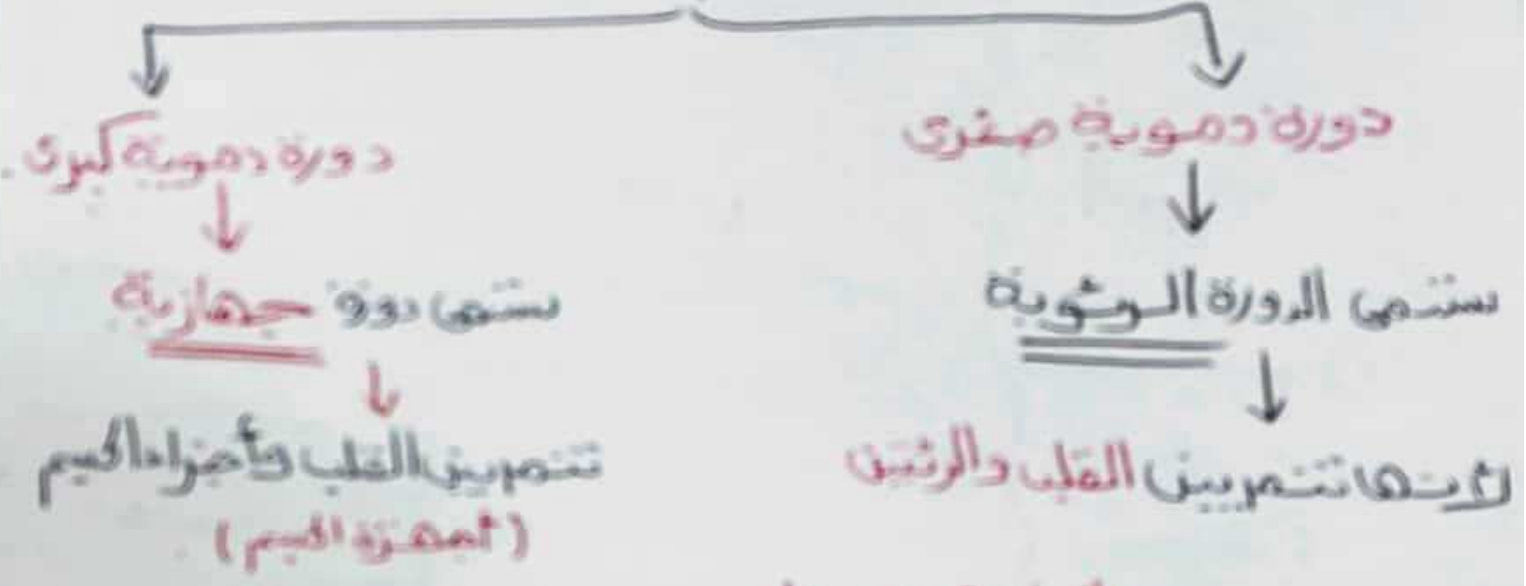 دورة دموية صغرى
دورة دموية كبرى
تسمى الدورة الرئوية
تسمى دورة جهازية
لأنها تتم بين القلب والرئتين
تتم بين القلب وأجزاء الجسم
(أجهزة الجسم)